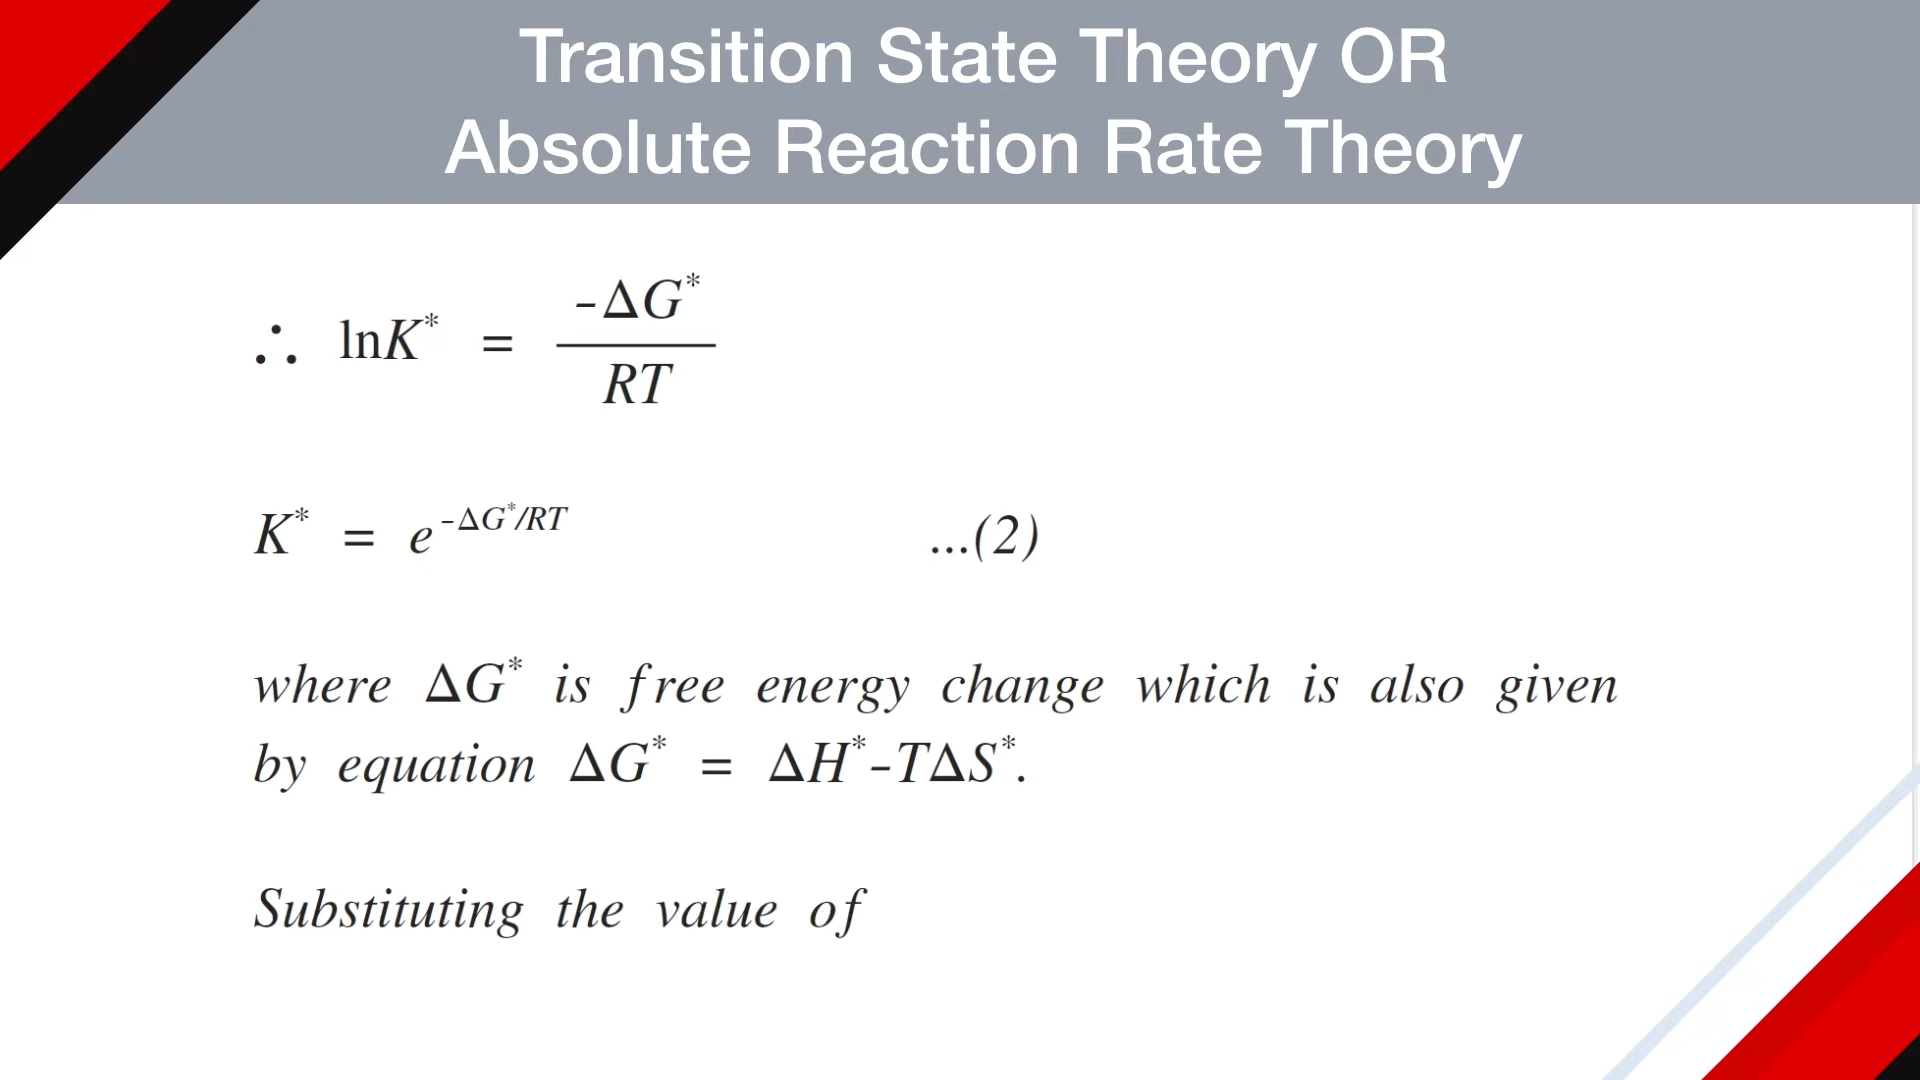 Transition State Theory OR
Absolute Reaction Rate Theory
∴ lnK* = -ΔG* / RT
K* = e^{-ΔG*/RT} ...(2)
where ΔG* is free energy change which is also given
by equation ΔG* = ΔH*-TΔS*.
Substituting the value of